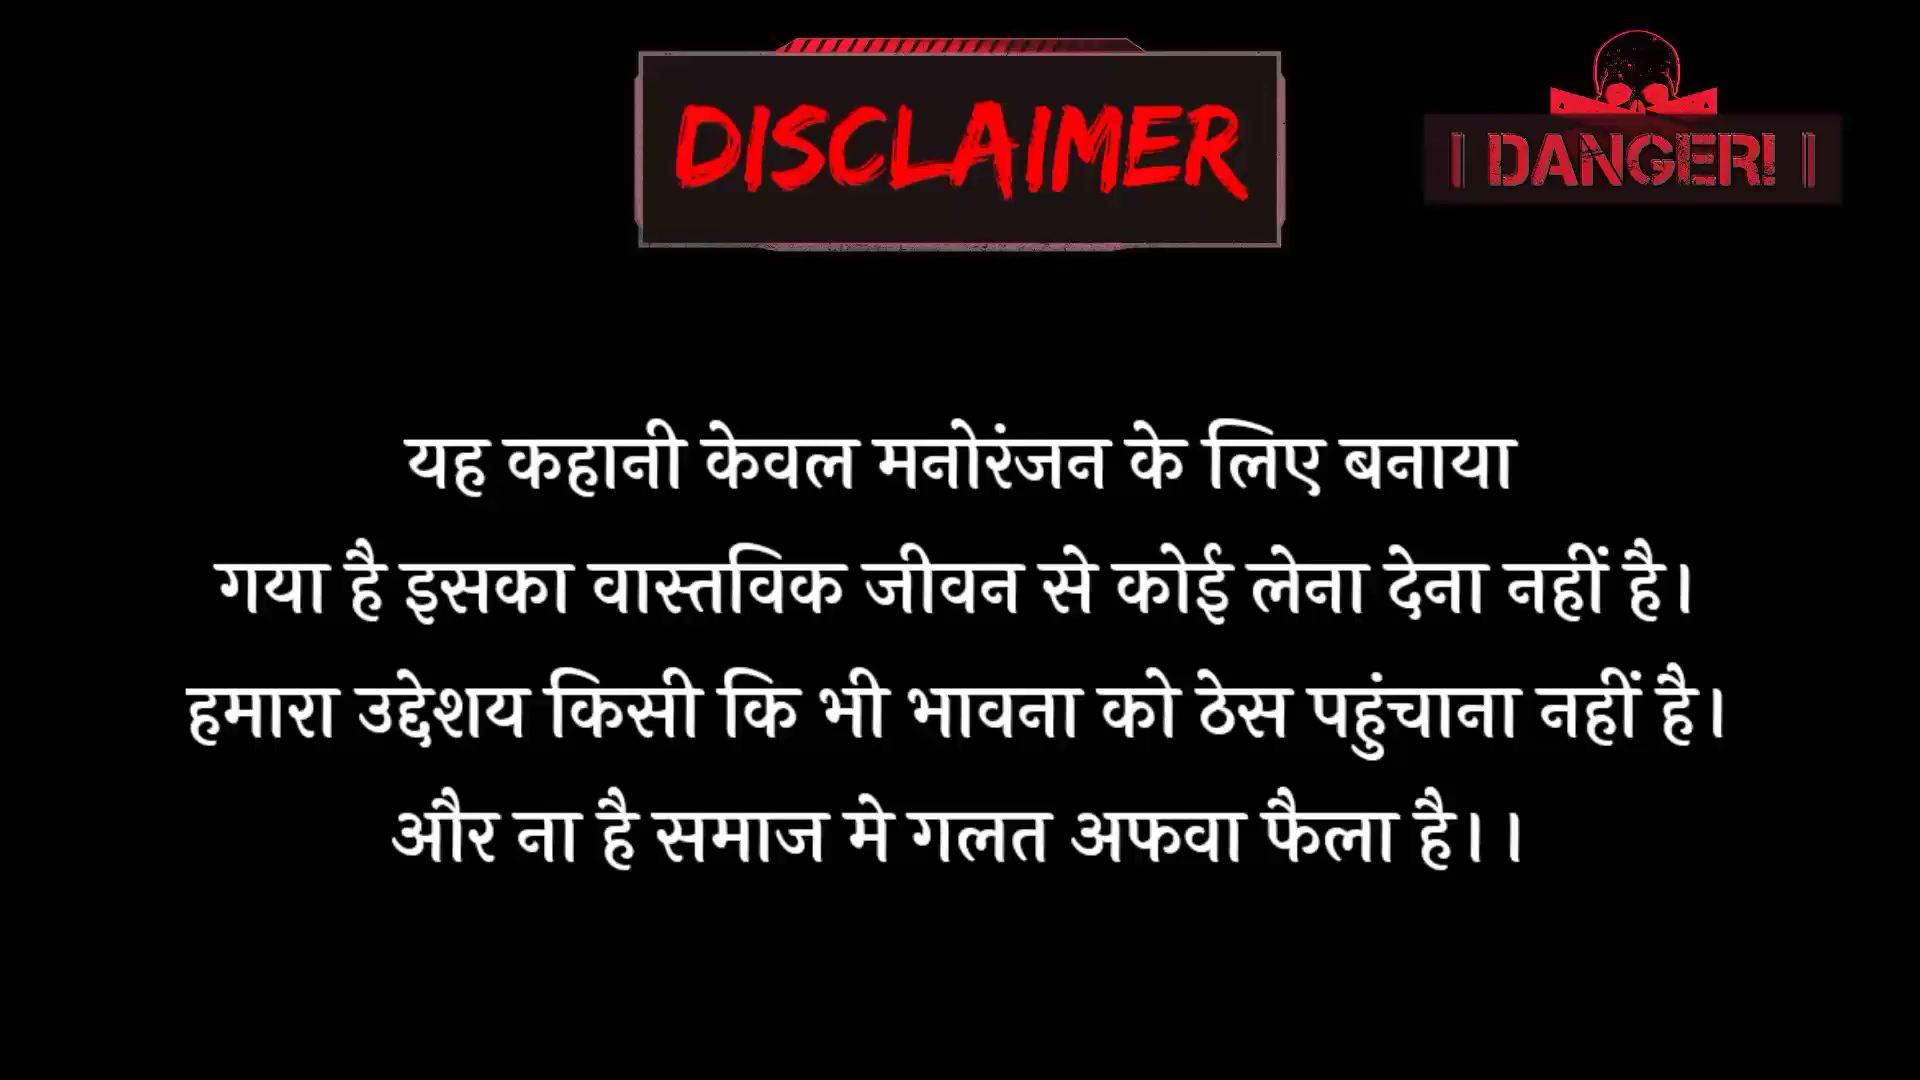 DISCLAIMER
DANGER!
यह कहानी केवल मनोरंजन के लिए बनाया
गया है इसका वास्तविक जीवन से कोई लेना देना नहीं है।
हमारा उद्देशय किसी कि भी भावना को ठेस पहुंचाना नहीं है।
और ना है समाज मे गलत अफवा फैला है।।